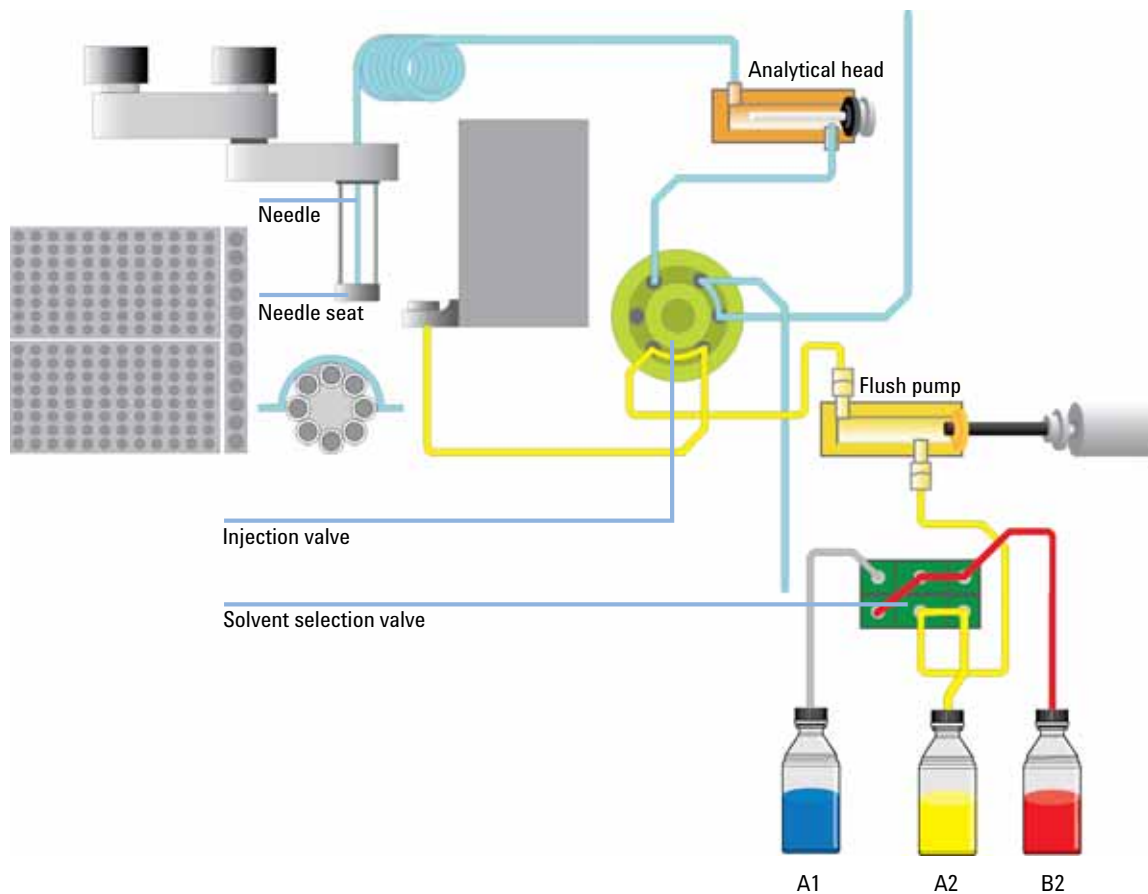 Analytical head
Needle
Needle seat
Flush pump
Injection valve
Solvent selection valve
A1 A2 B2